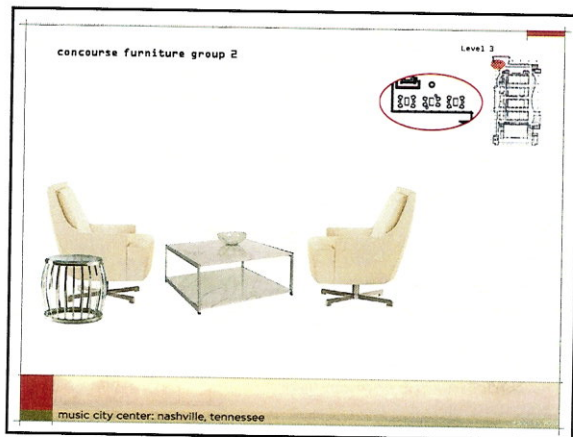 concourse furniture group 2
Level 3
music city center: nashville, tennessee